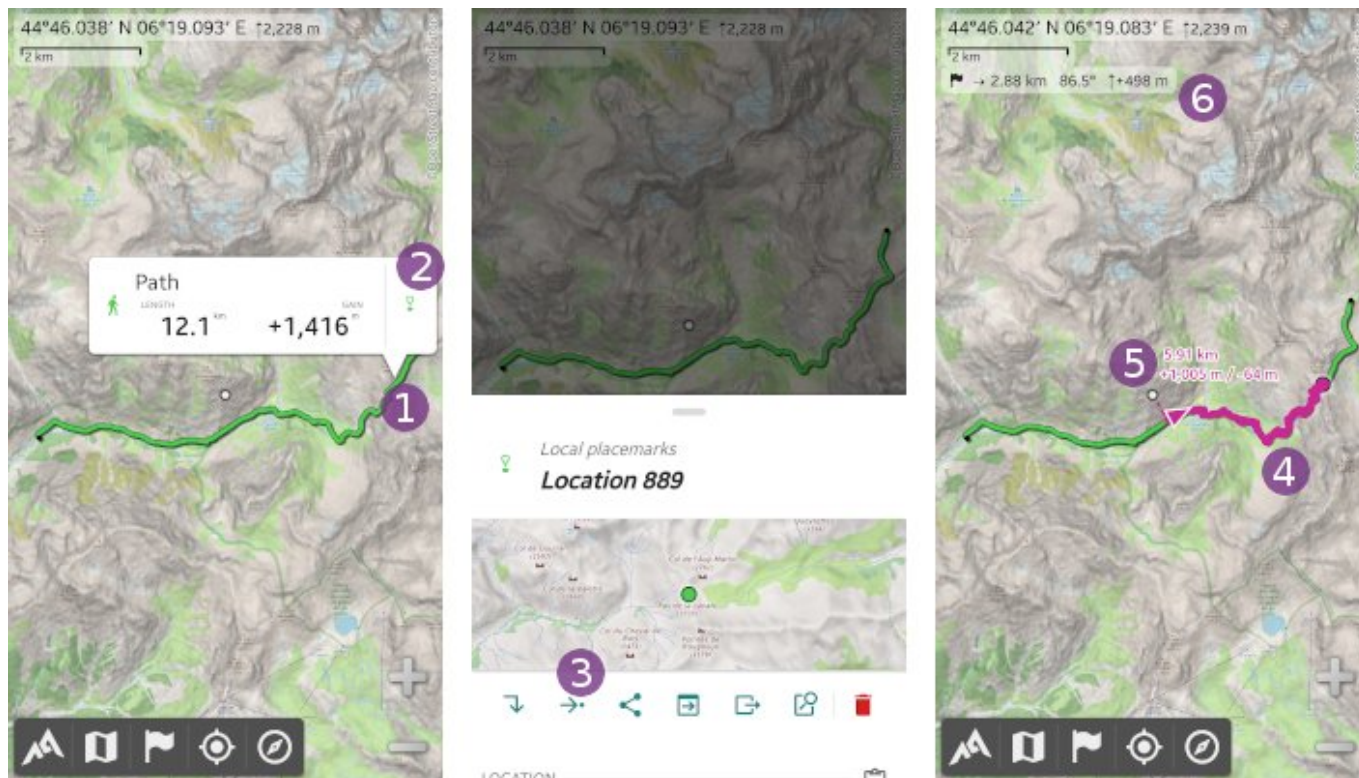 44°46.038' N 06°19.093' E ↑2,228 m
2 km
2
Path
LENGTH
GAIN
12.1 km
+1,416 m
1
44°46.038' N 06°19.093' E ↑2,228 m
2 km
Local placemarks
Location 889
3
LOCATION
44°46.042' N 06°19.083' E ↑2,239 m
2 km
→ 2.88 km 86.5° ↑+498 m
6
5
5.91 km
+1,005 m / -64 m
4